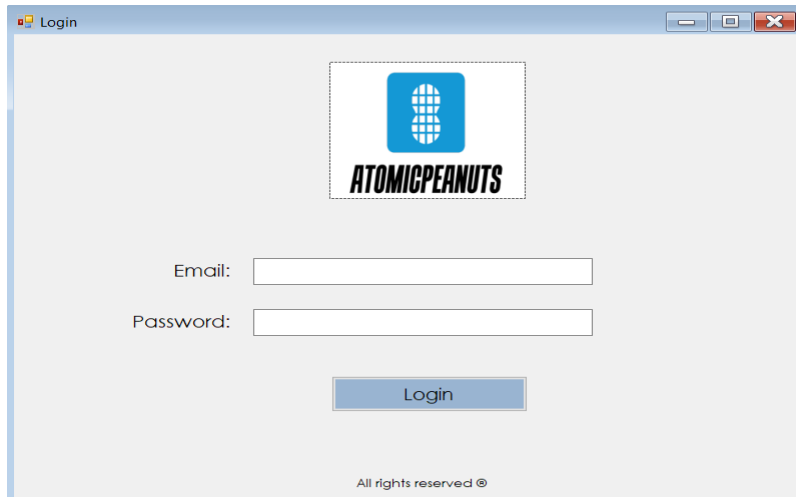 Login
ATOMICPEANUTS
Email:
Password:
Login
All rights reserved ®